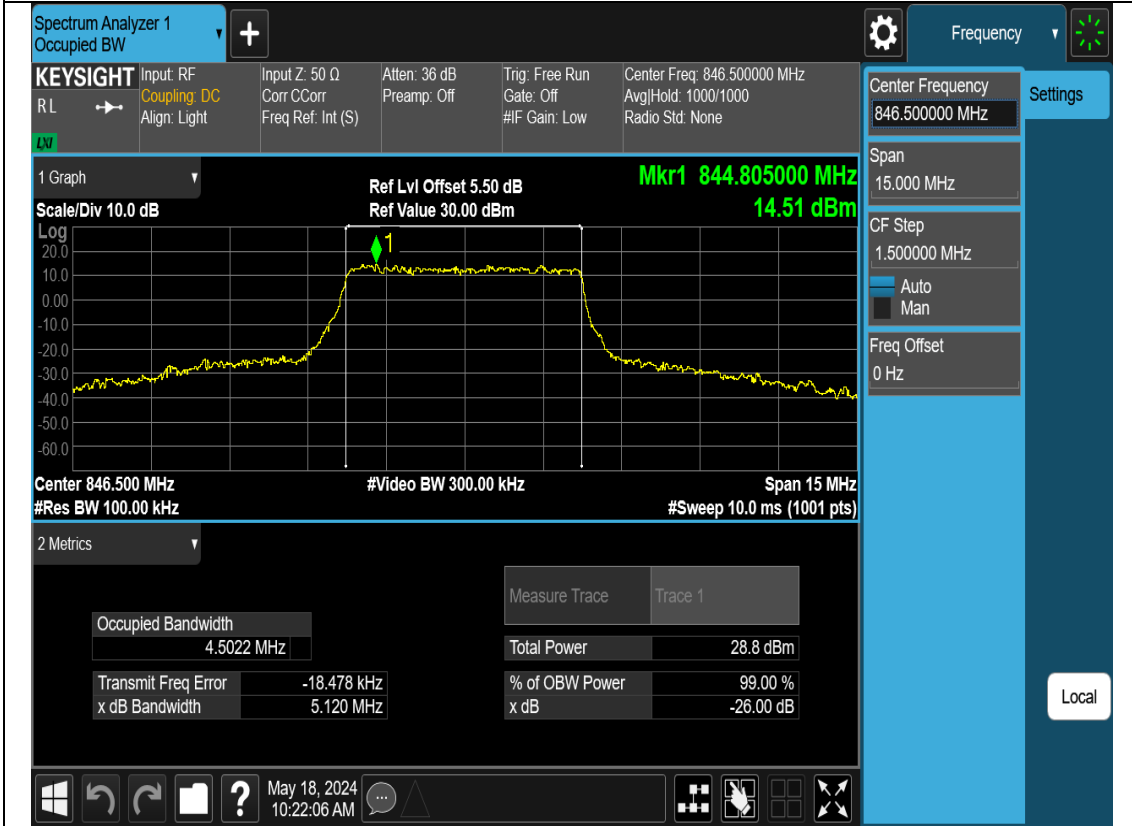 Spectrum Analyzer 1
Occupied BW
+
Frequency
KEYSIGHT
R L
LXI
Input: RF
Coupling: DC
Align: Light
Input Z: 50 Ω
Corr CCorr
Freq Ref: Int (S)
Atten: 36 dB
Preamp: Off
Trig: Free Run
Gate: Off
#IF Gain: Low
Center Freq: 846.500000 MHz
Avg|Hold: 1000/1000
Radio Std: None
Center Frequency
846.500000 MHz
Settings
Span
15.000 MHz
CF Step
1.500000 MHz
Auto
Man
Freq Offset
0 Hz
Local
1 Graph
Scale/Div 10.0 dB
Ref Lvl Offset 5.50 dB
Ref Value 30.00 dBm
Mkr1 844.805000 MHz
14.51 dBm
Log
1
20.0
10.0
0.00
-10.0
-20.0
-30.0
-40.0
-50.0
-60.0
Center 846.500 MHz
#Video BW 300.00 kHz
Span 15 MHz
#Res BW 100.00 kHz
#Sweep 10.0 ms (1001 pts)
2 Metrics
Measure Trace
Trace 1
Occupied Bandwidth
4.5022 MHz
Total Power
28.8 dBm
Transmit Freq Error
-18.478 kHz
% of OBW Power
99.00 %
x dB Bandwidth
5.120 MHz
x dB
-26.00 dB
?
May 18, 2024
10:22:06 AM